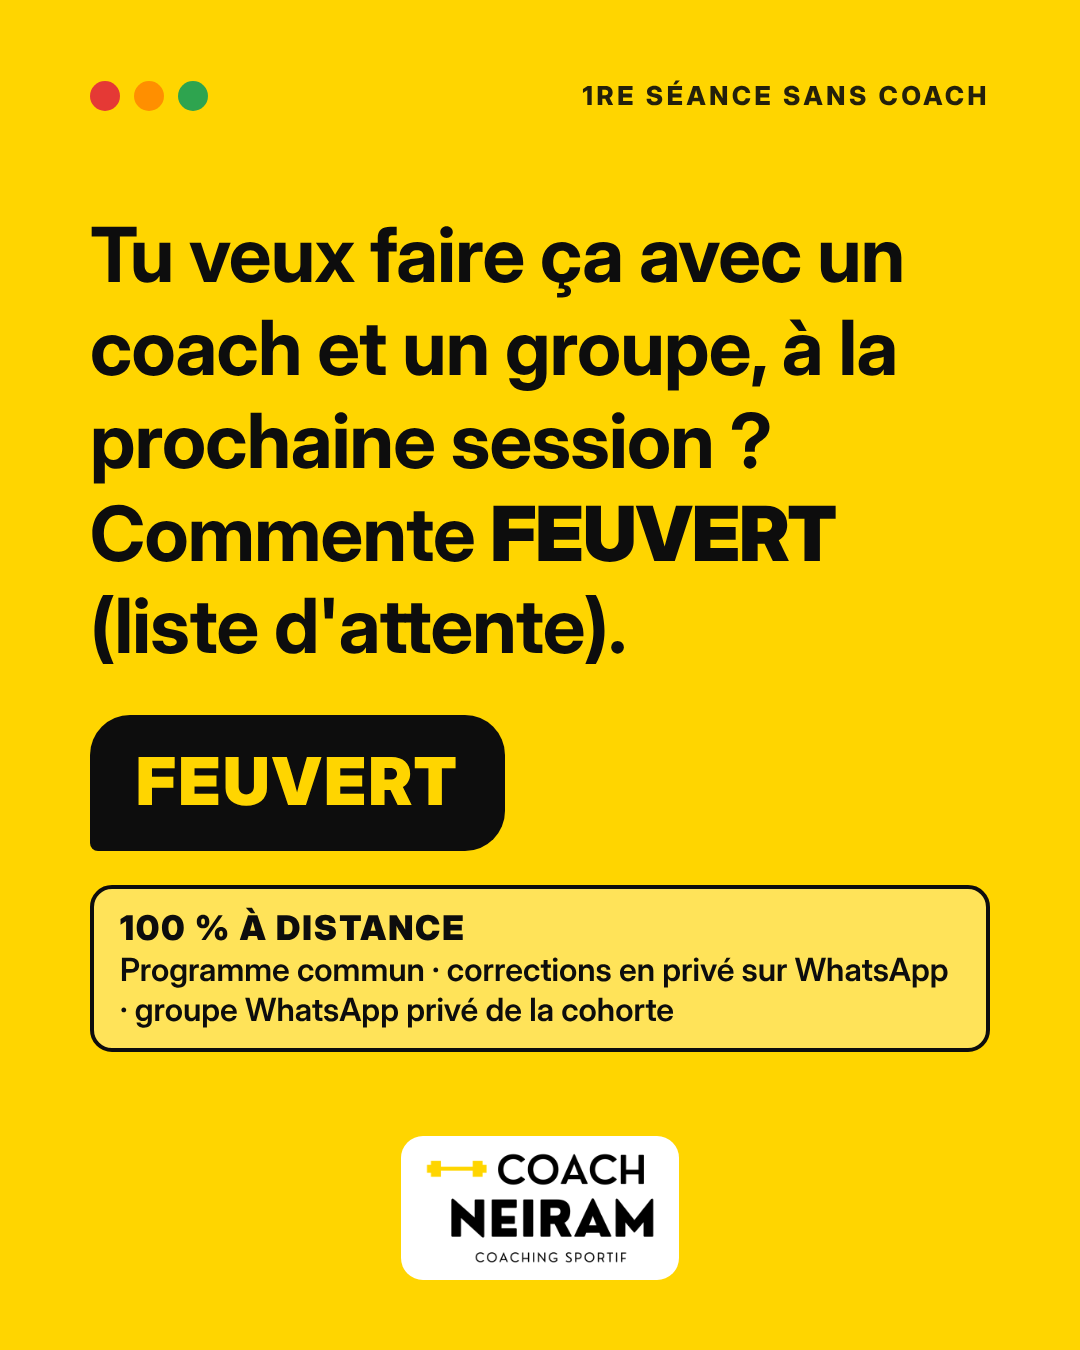 1RE SÉANCE SANS COACH
Tu veux faire ça avec un
coach et un groupe, à la
prochaine session ?
Commente FEUVERT
(liste d'attente).
FEUVERT
100 % À DISTANCE
Programme commun · corrections en privé sur WhatsApp
· groupe WhatsApp privé de la cohorte
COACH
NEIRAM
COACHING SPORTIF